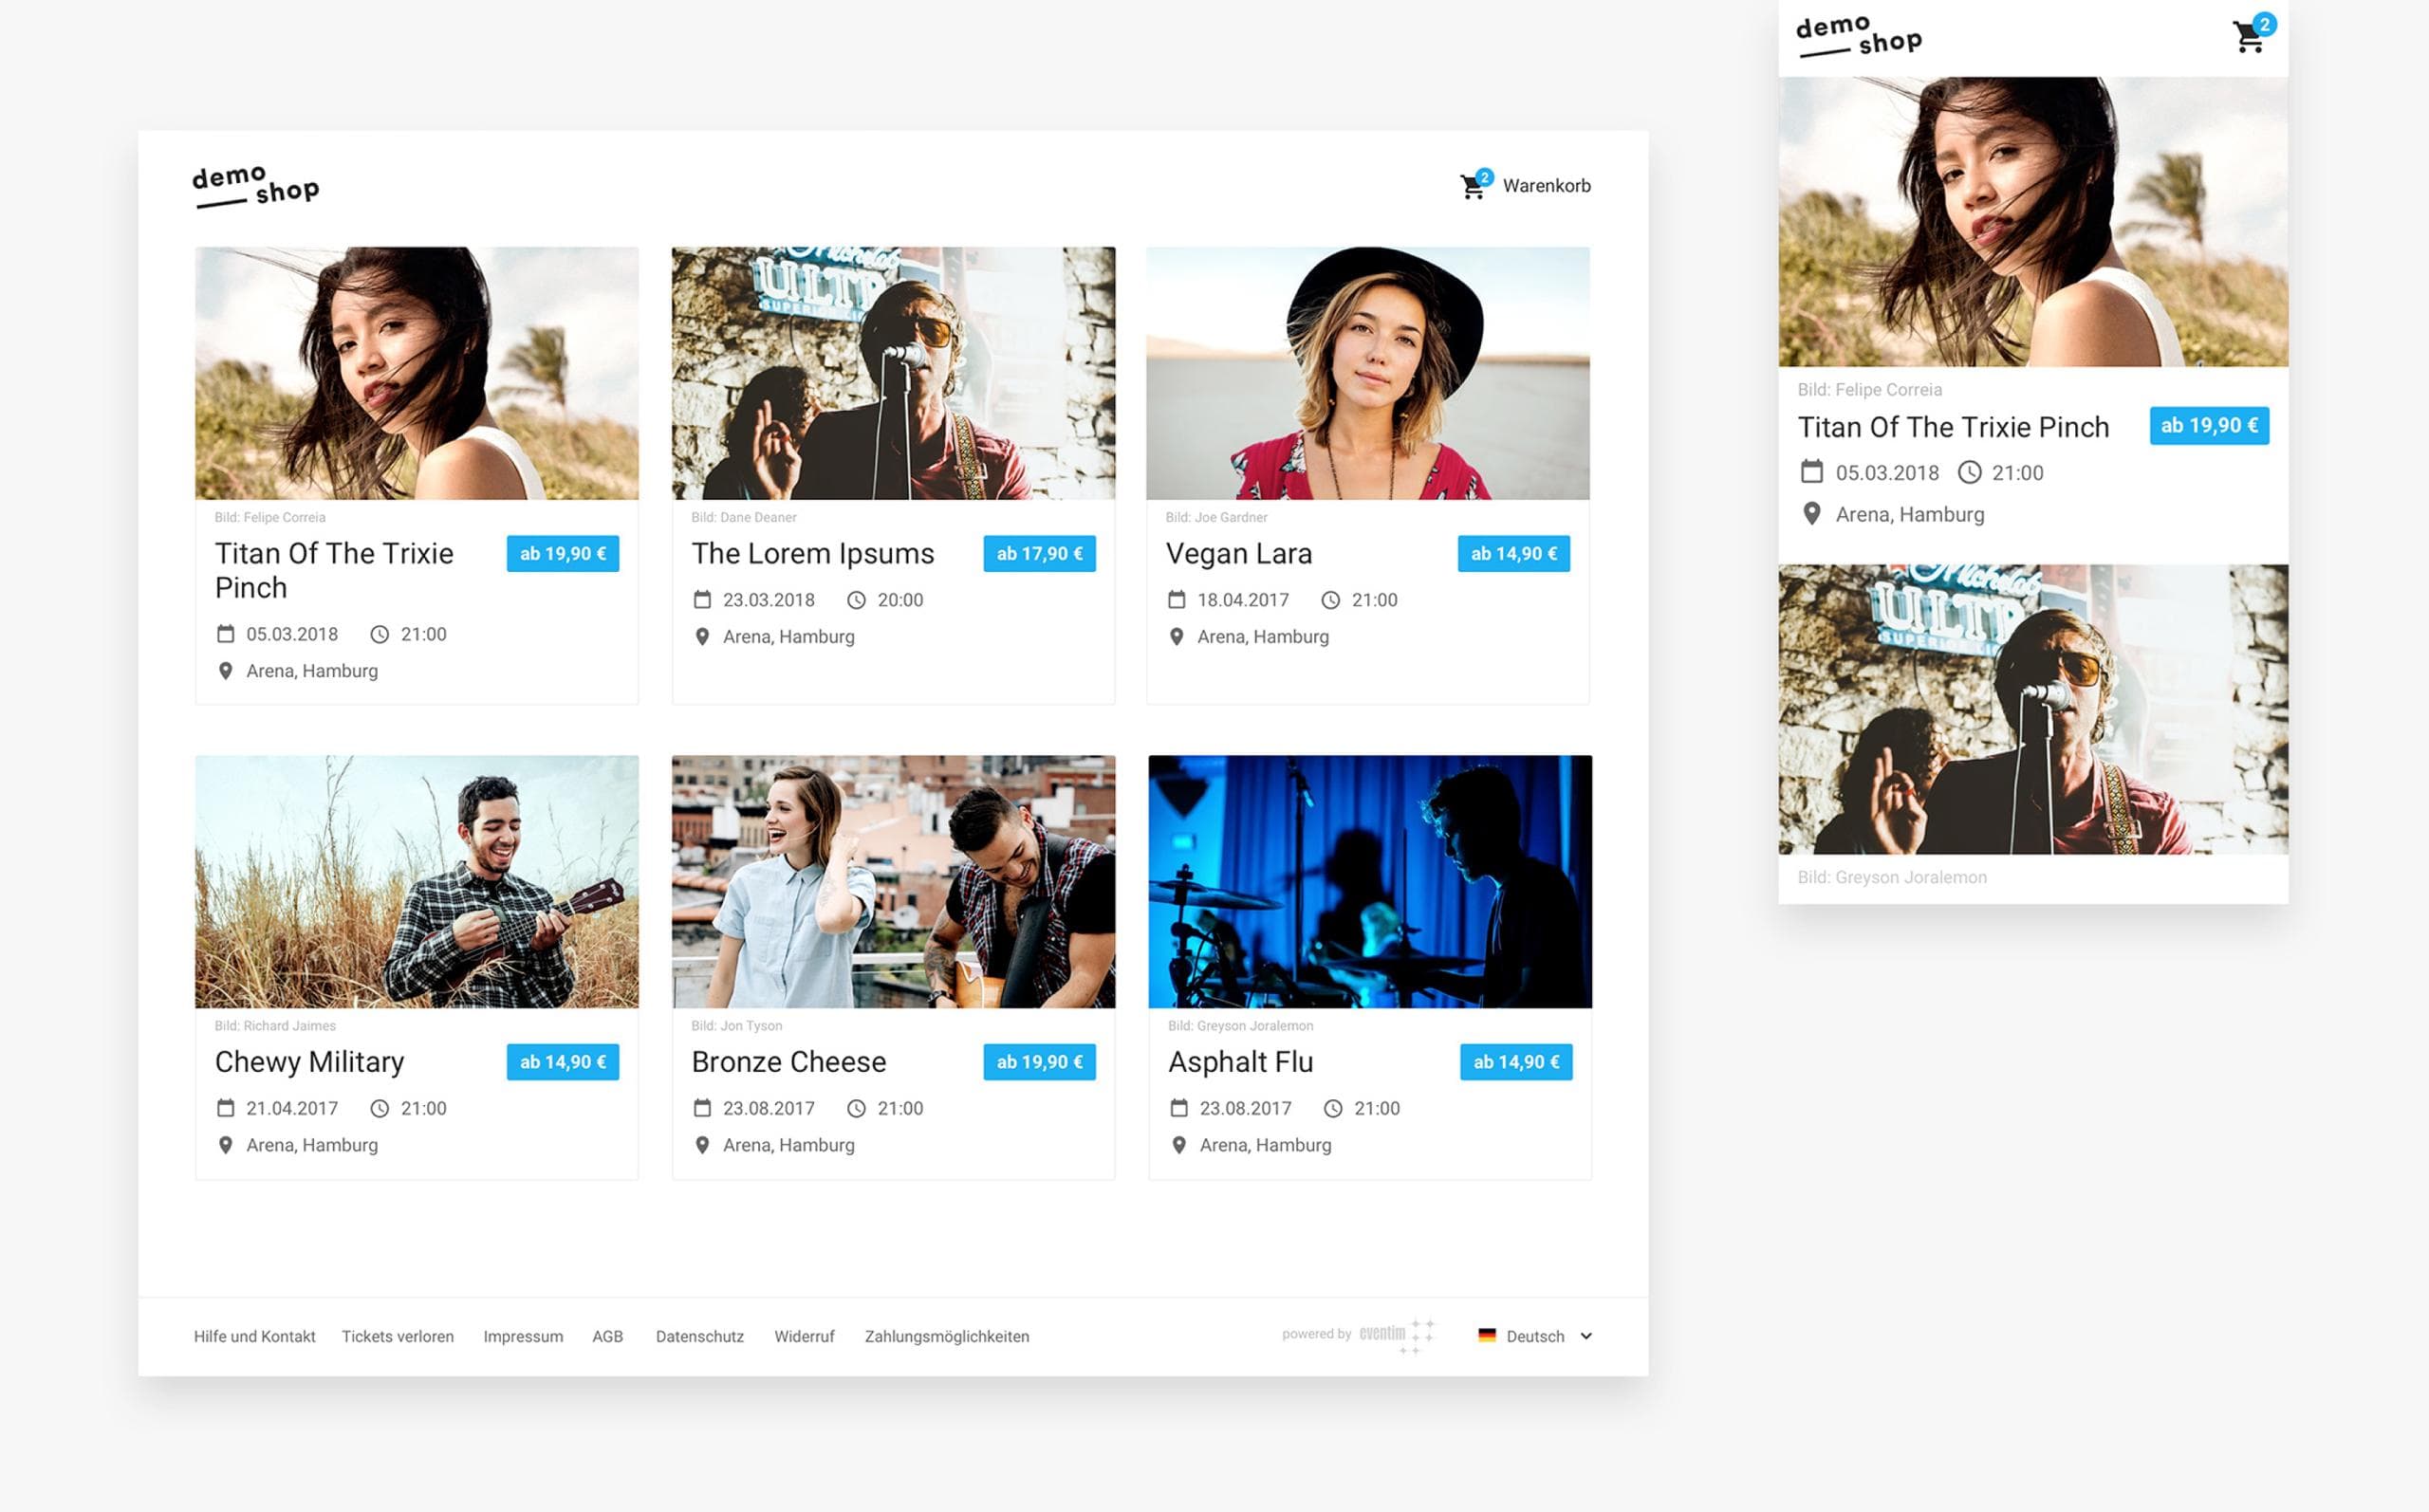 demo
shop
2
Warenkorb
Michelob
ULTR
SUPERIOR
Bild: Felipe Correia
Titan Of The Trixie
Pinch
ab 19,90 €
05.03.2018
21:00
Arena, Hamburg
Bild: Dane Deaner
The Lorem Ipsums
ab 17,90 €
23.03.2018
20:00
Arena, Hamburg
Bild: Joe Gardner
Vegan Lara
ab 14,90 €
18.04.2017
21:00
Arena, Hamburg
Bild: Richard Jaimes
Chewy Military
ab 14,90 €
21.04.2017
21:00
Arena, Hamburg
Bild: Jon Tyson
Bronze Cheese
ab 19,90 €
23.08.2017
21:00
Arena, Hamburg
Bild: Greyson Joralemon
Asphalt Flu
ab 14,90 €
23.08.2017
21:00
Arena, Hamburg
Hilfe und Kontakt
Tickets verloren
Impressum
AGB
Datenschutz
Widerruf
Zahlungsmöglichkeiten
powered by eventim
Deutsch
demo
shop
2
Bild: Felipe Correia
Titan Of The Trixie Pinch
ab 19,90 €
05.03.2018
21:00
Arena, Hamburg
Michelob
ULTR
Bild: Greyson Joralemon